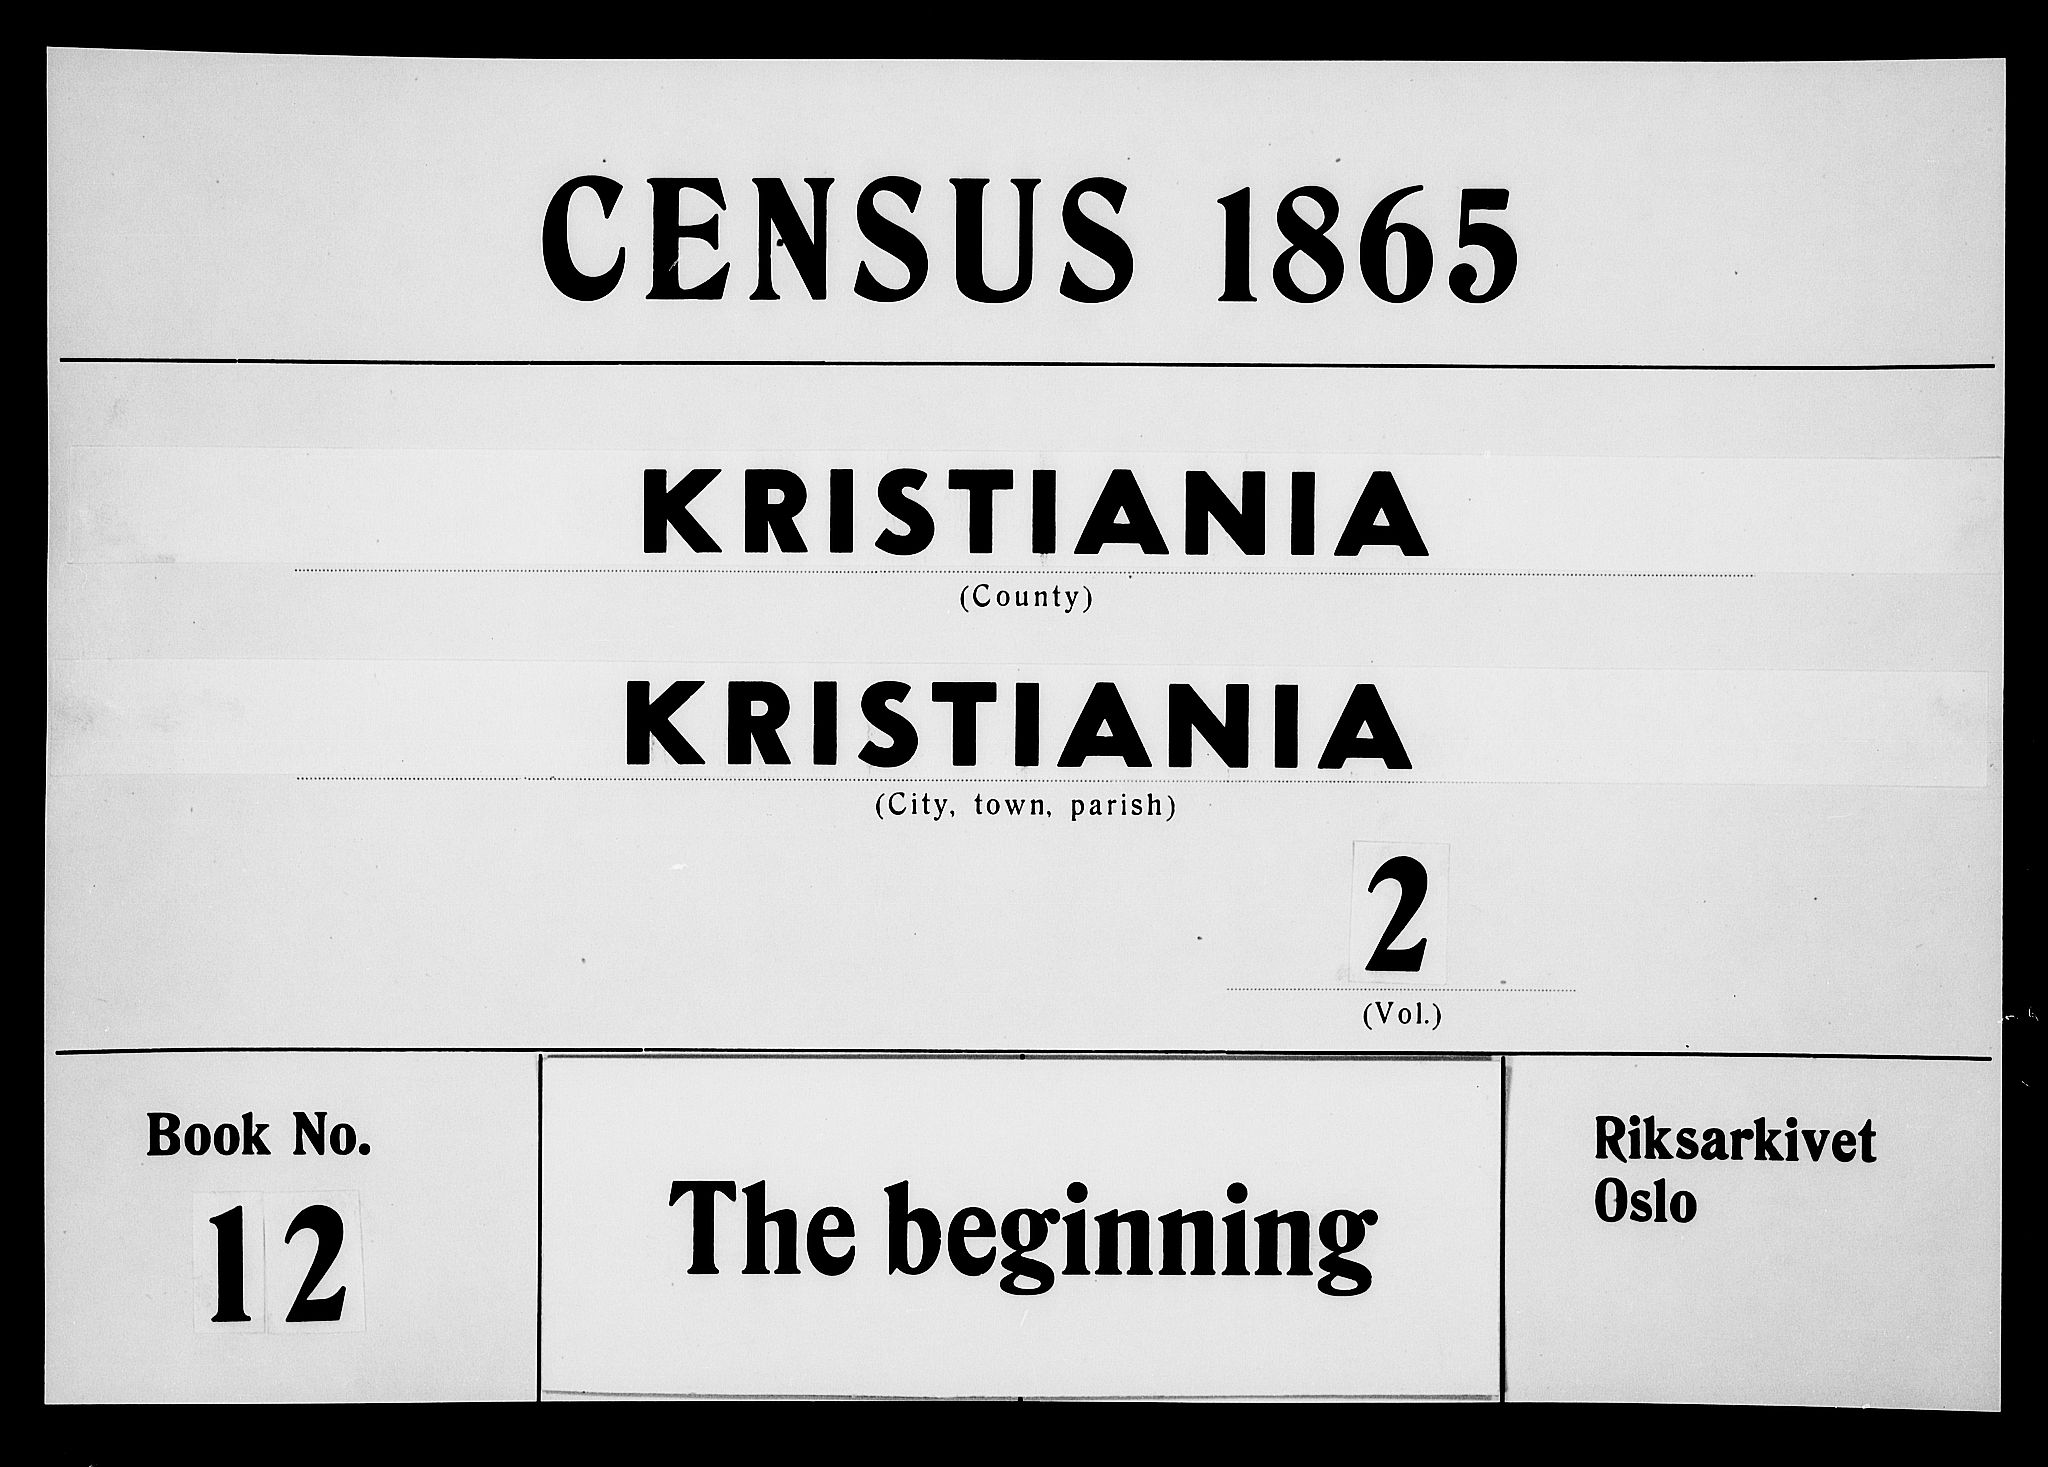 CENSUS 1865
KRISTIANIA
(County)
KRISTIANIA
(City, town, parish)
2
(Vol.)
Book No.
12
The beginning
Riksarkivet
Oslo